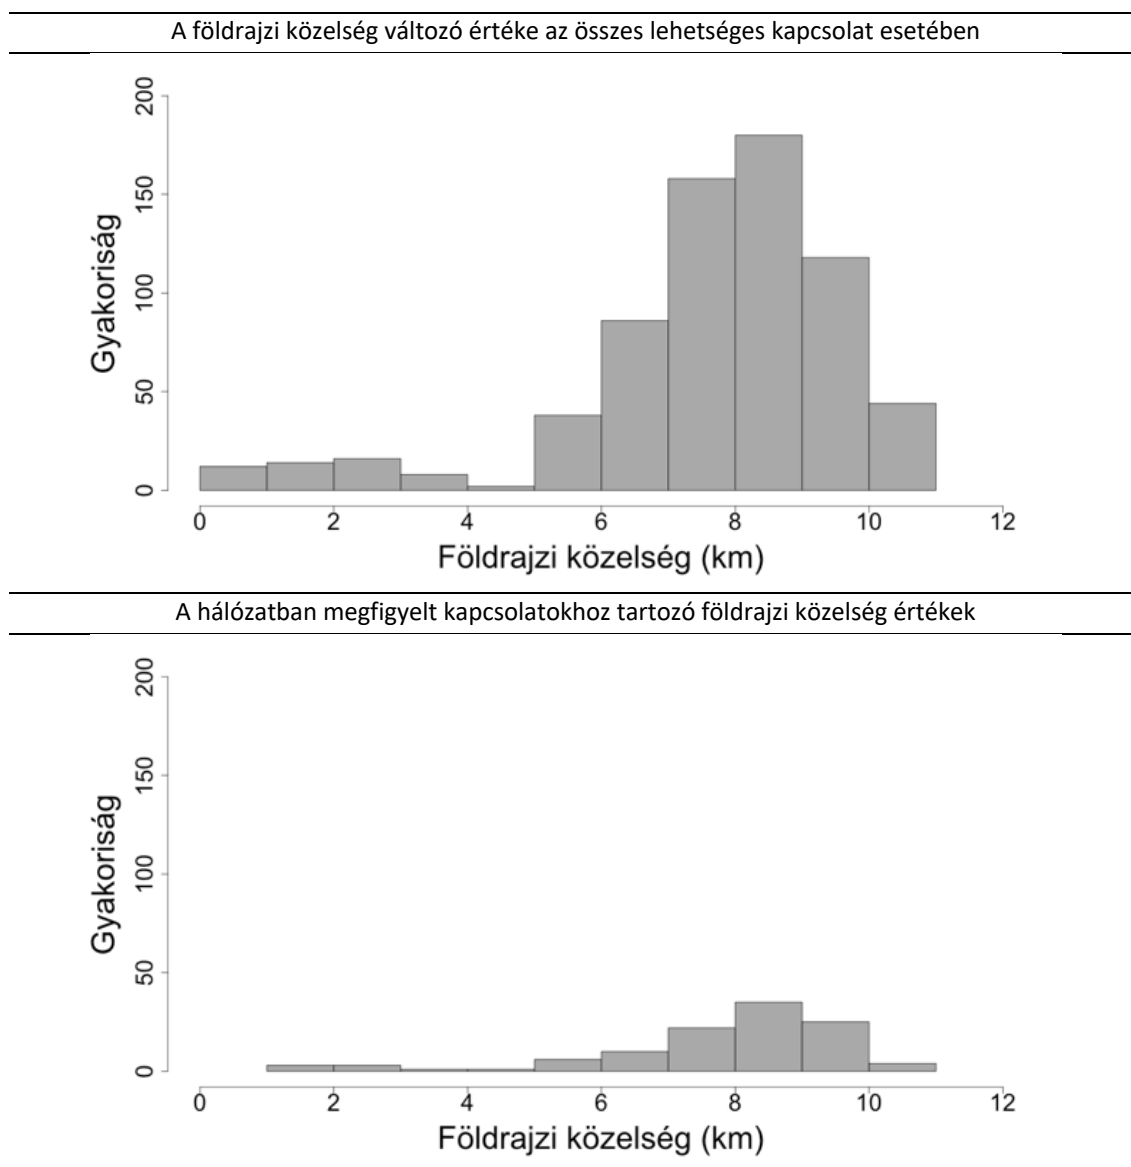 A földrajzi közelség változó értéke az összes lehetséges kapcsolat esetében
200
150
100
50
0
Gyakoriság
0 2 4 6 8 10 12
Földrajzi közelség (km)
A hálózatban megfigyelt kapcsolatokhoz tartozó földrajzi közelség értékek
200
150
100
50
0
Gyakoriság
0 2 4 6 8 10 12
Földrajzi közelség (km)